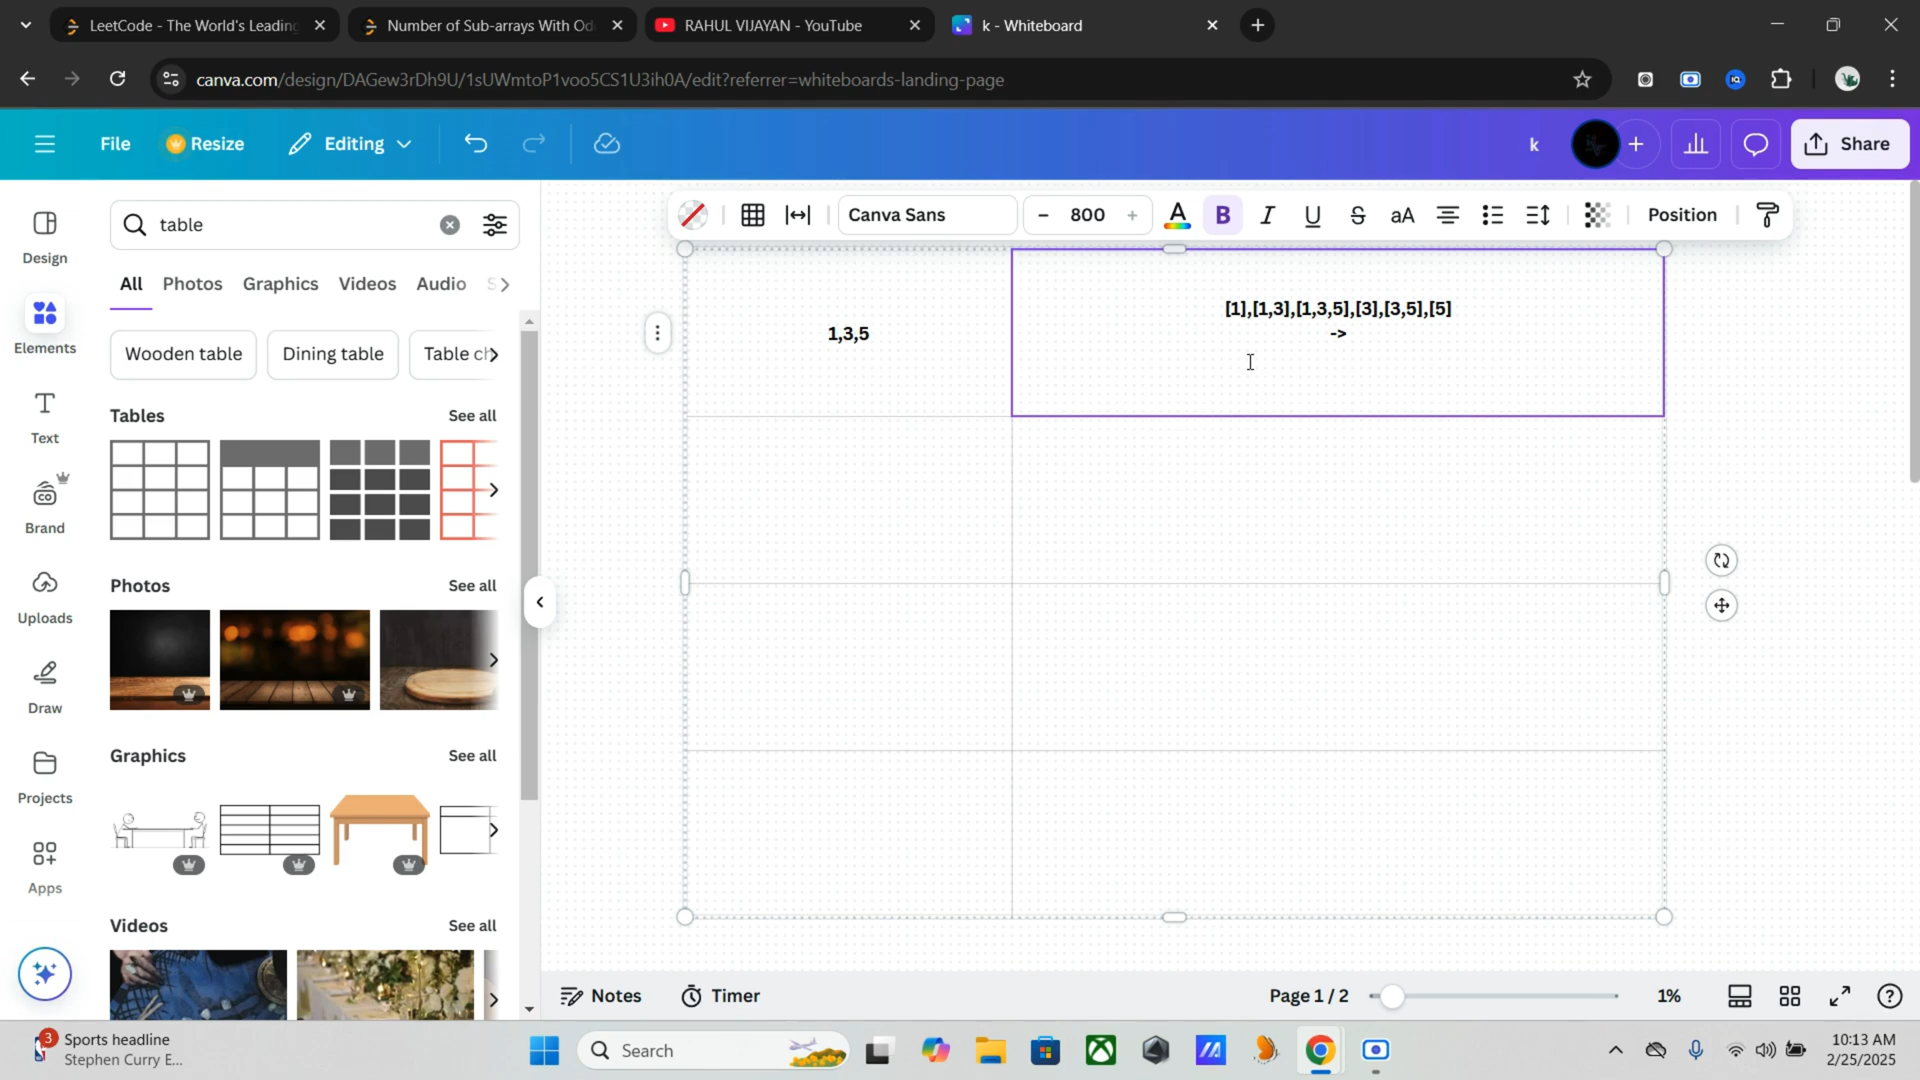 LeetCode - The World's Leading
Number of Sub-arrays With Od
RAHUL VIJAYAN - YouTube
k - Whiteboard
canva.com/design/DAGew3rDh9U/1sUWmtoP1voo5CS1U3ih0A/edit?referrer=whiteboards-landing-page
File
Resize
Editing
k
Share
Design
Elements
Text
Brand
Uploads
Draw
Projects
Apps
table
All
Photos
Graphics
Videos
Audio
S
Wooden table
Dining table
Table ch
Tables
See all
Photos
See all
Graphics
See all
Videos
See all
Canva Sans
– 800 +
B
I
U
S
aA
Position
1,3,5
[1],[1,3],[1,3,5],[3],[3,5],[5]
->
Notes
Timer
Page 1 / 2
1%
3
Sports headline
Stephen Curry E...
Search
10:13 AM
2/25/2025